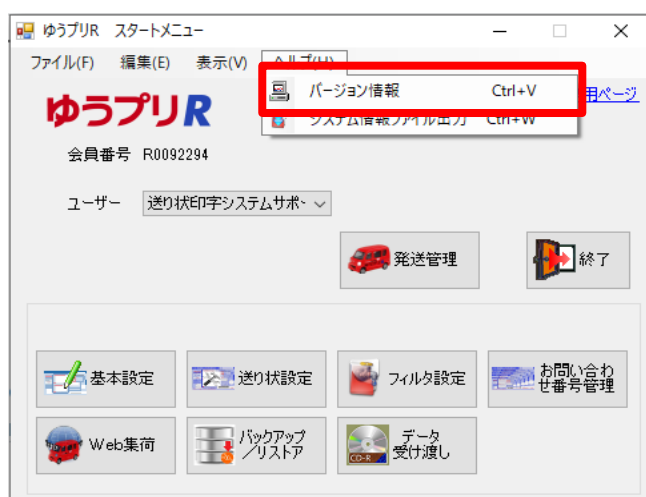 ゆうプリR スタートメニュー
ファイル(F) 編集(E) 表示(V) ヘルプ(H)
バージョン情報 Ctrl+V
用ページ
システム情報ファイル出力 Ctrl+W
ゆうプリR
会員番号 R0092294
ユーザー 送り状印字システムサポ
発送管理
終了
基本設定
送り状設定
フィルタ設定
お問い合わ
せ番号管理
Web集荷
バックアップ
/リストア
CD-R
データ
受け渡し